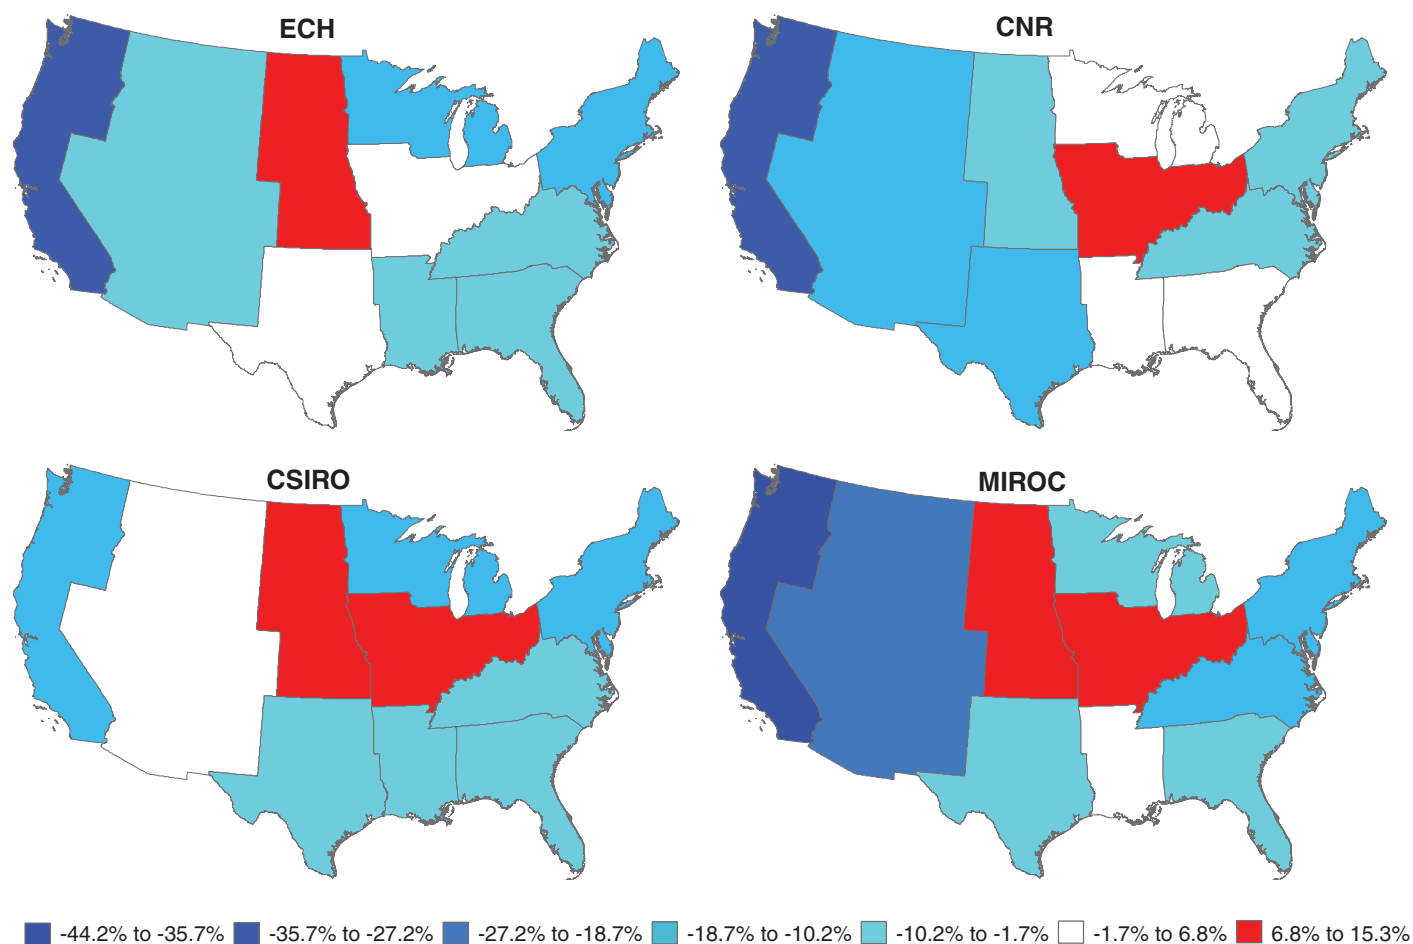 ECH
CNR
CSIRO
MIROC
-44.2% to -35.7% -35.7% to -27.2% -27.2% to -18.7% -18.7% to -10.2% -10.2% to -1.7% -1.7% to 6.8% 6.8% to 15.3%